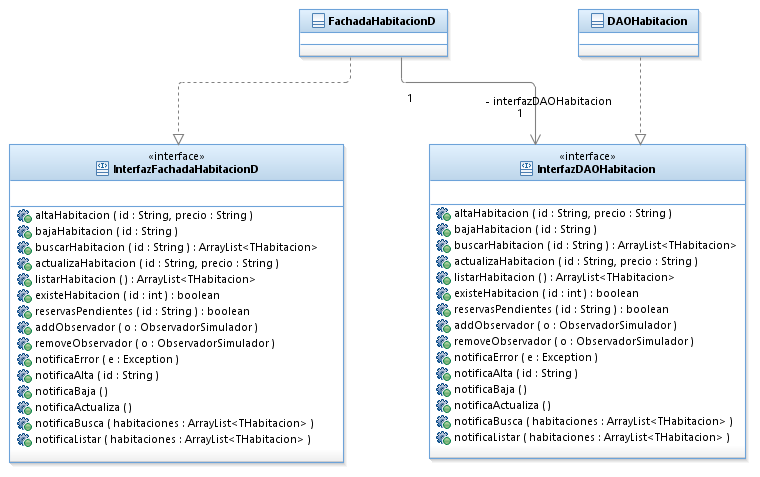 FachadaHabitacionD
DAOHabitacion
1
- interfazDAOHabitacion
1
«interface»
InterfazFachadaHabitacionD
altaHabitacion ( id : String, precio : String )
bajaHabitacion ( id : String )
buscarHabitacion ( id : String ) : ArrayList<THabitacion>
actualizaHabitacion ( id : String, precio : String )
listarHabitacion ( ) : ArrayList<THabitacion>
existeHabitacion ( id : int ) : boolean
reservasPendientes ( id : String ) : boolean
addObservador ( o : ObservadorSimulador )
removeObservador ( o : ObservadorSimulador )
notificaError ( e : Exception )
notificaAlta ( id : String )
notificaBaja ( )
notificaActualiza ( )
notificaBusca ( habitaciones : ArrayList<THabitacion> )
notificaListar ( habitaciones : ArrayList<THabitacion> )
«interface»
InterfazDAOHabitacion
altaHabitacion ( id : String, precio : String )
bajaHabitacion ( id : String )
buscarHabitacion ( id : String ) : ArrayList<THabitacion>
actualizaHabitacion ( id : String, precio : String )
listarHabitacion ( ) : ArrayList<THabitacion>
existeHabitacion ( id : int ) : boolean
reservasPendientes ( id : String ) : boolean
addObservador ( o : ObservadorSimulador )
removeObservador ( o : ObservadorSimulador )
notificaError ( e : Exception )
notificaAlta ( id : String )
notificaBaja ( )
notificaActualiza ( )
notificaBusca ( habitaciones : ArrayList<THabitacion> )
notificaListar ( habitaciones : ArrayList<THabitacion> )